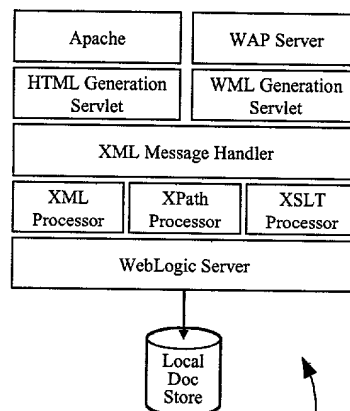 Apache
WAP Server
HTML Generation
Servlet
WML Generation
Servlet
XML Message Handler
XML
Processor
XPath
Processor
XSLT
Processor
WebLogic Server
Local
Doc
Store